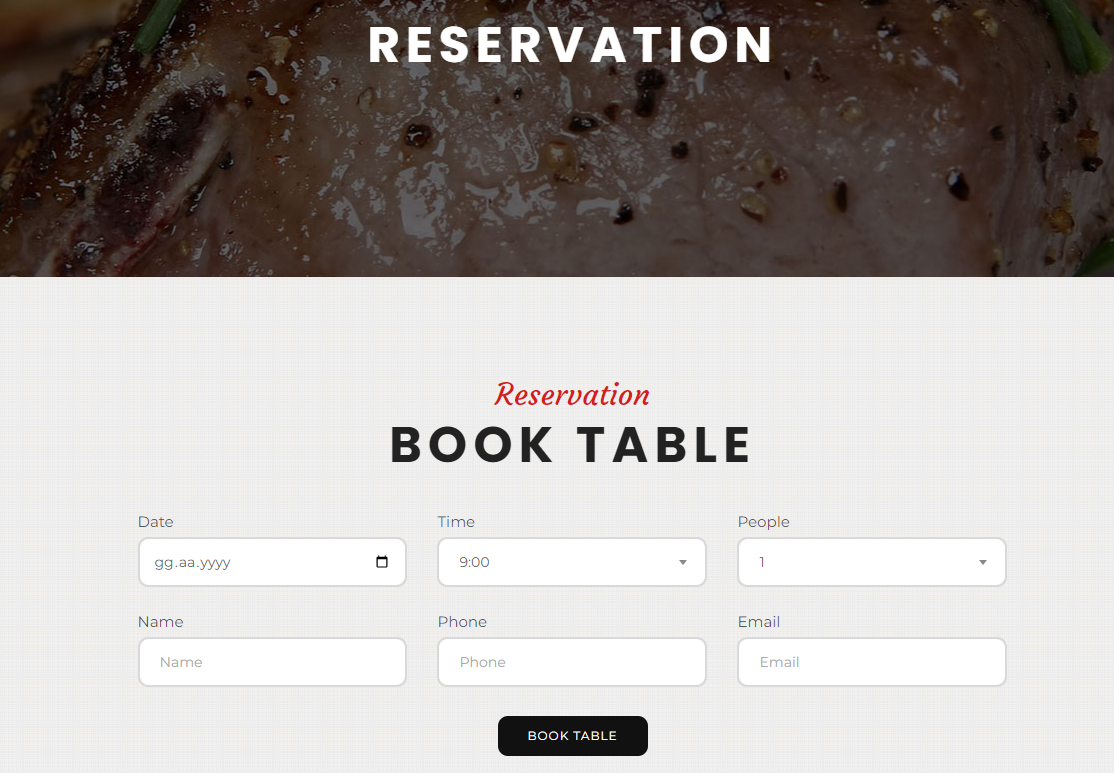 RESERVATION
Reservation
BOOK TABLE
Date
Time
People
gg.aa.yyyy
9:00
1
Name
Phone
Email
Name
Phone
Email
BOOK TABLE